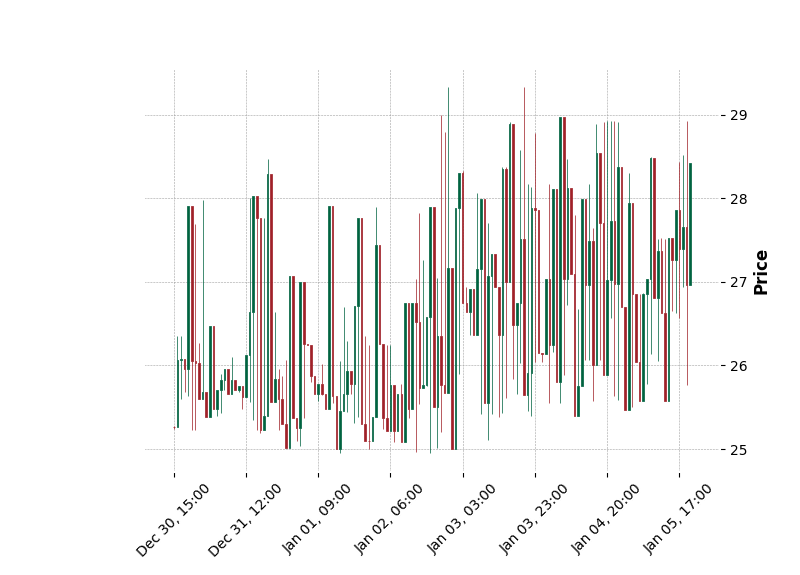 29
28
27
26
25
Price
Dec 30, 15:00
Dec 31, 12:00
Jan 01, 09:00
Jan 02, 06:00
Jan 03, 03:00
Jan 03, 23:00
Jan 04, 20:00
Jan 05, 17:00